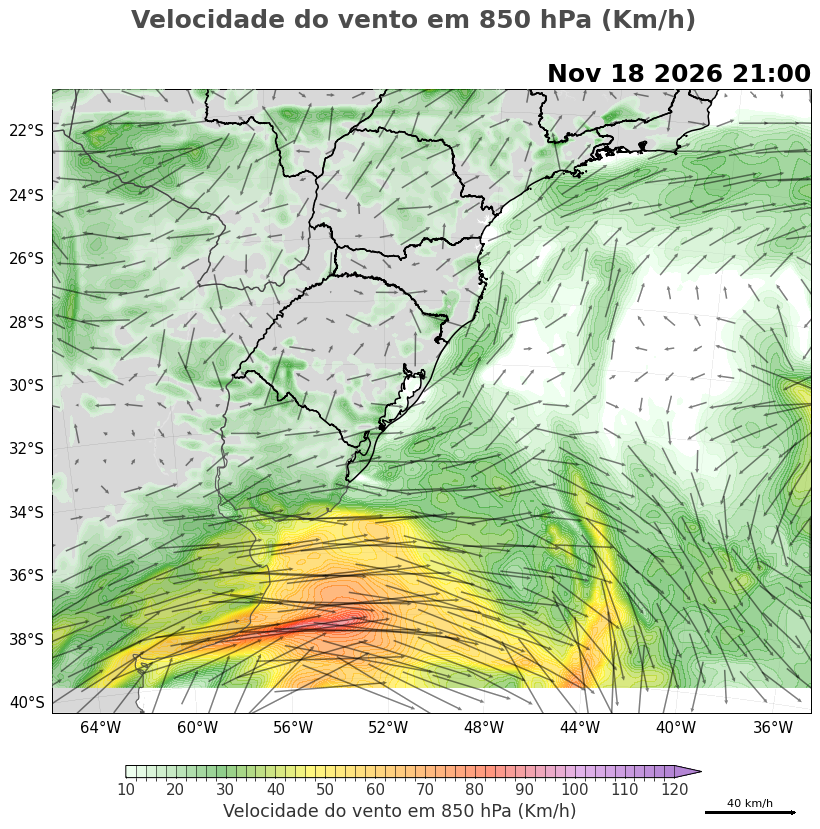 Velocidade do vento em 850 hPa (Km/h)
Nov 18 2026 21:00
22°S
24°S
26°S
28°S
30°S
32°S
34°S
36°S
38°S
40°S
64°W 60°W 56°W 52°W 48°W 44°W 40°W 36°W
10 20 30 40 50 60 70 80 90 100 110 120
Velocidade do vento em 850 hPa (Km/h)
40 km/h